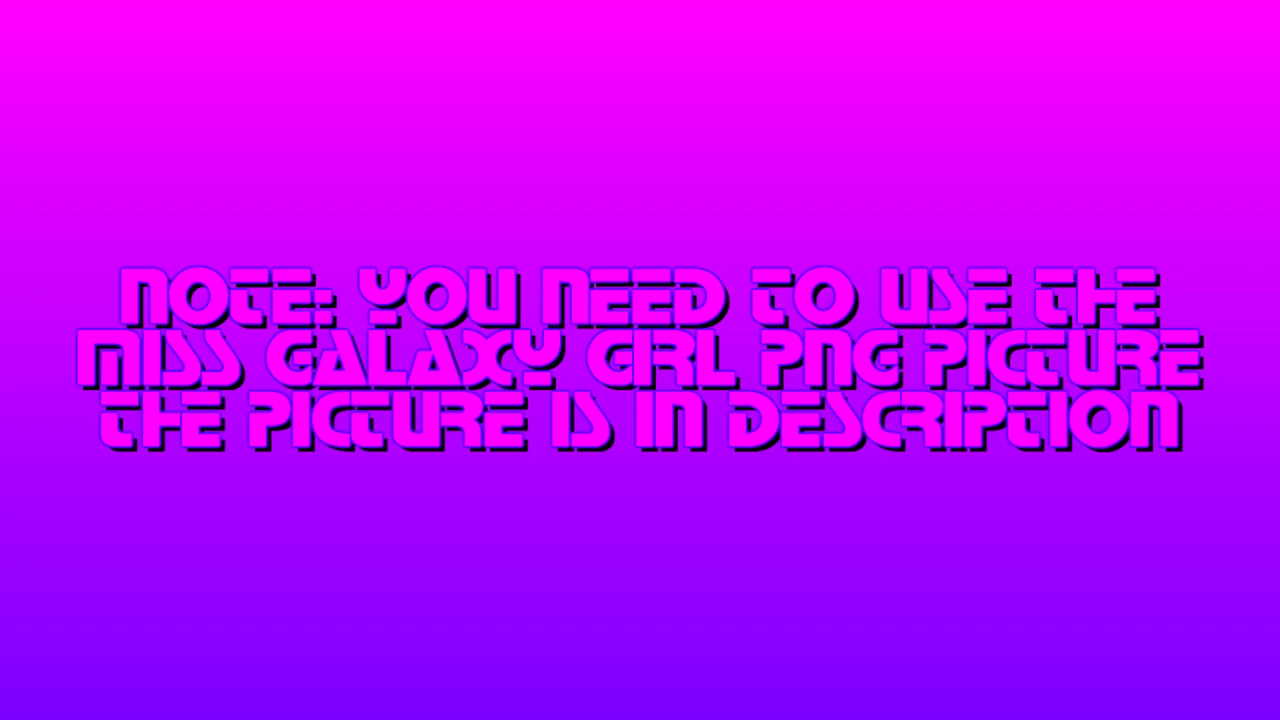 NOTE: YOU NEED TO USE THE
MISS GALAXY GIRL PNG PICTURE
THE PICTURE IS IN DESCRIPTION